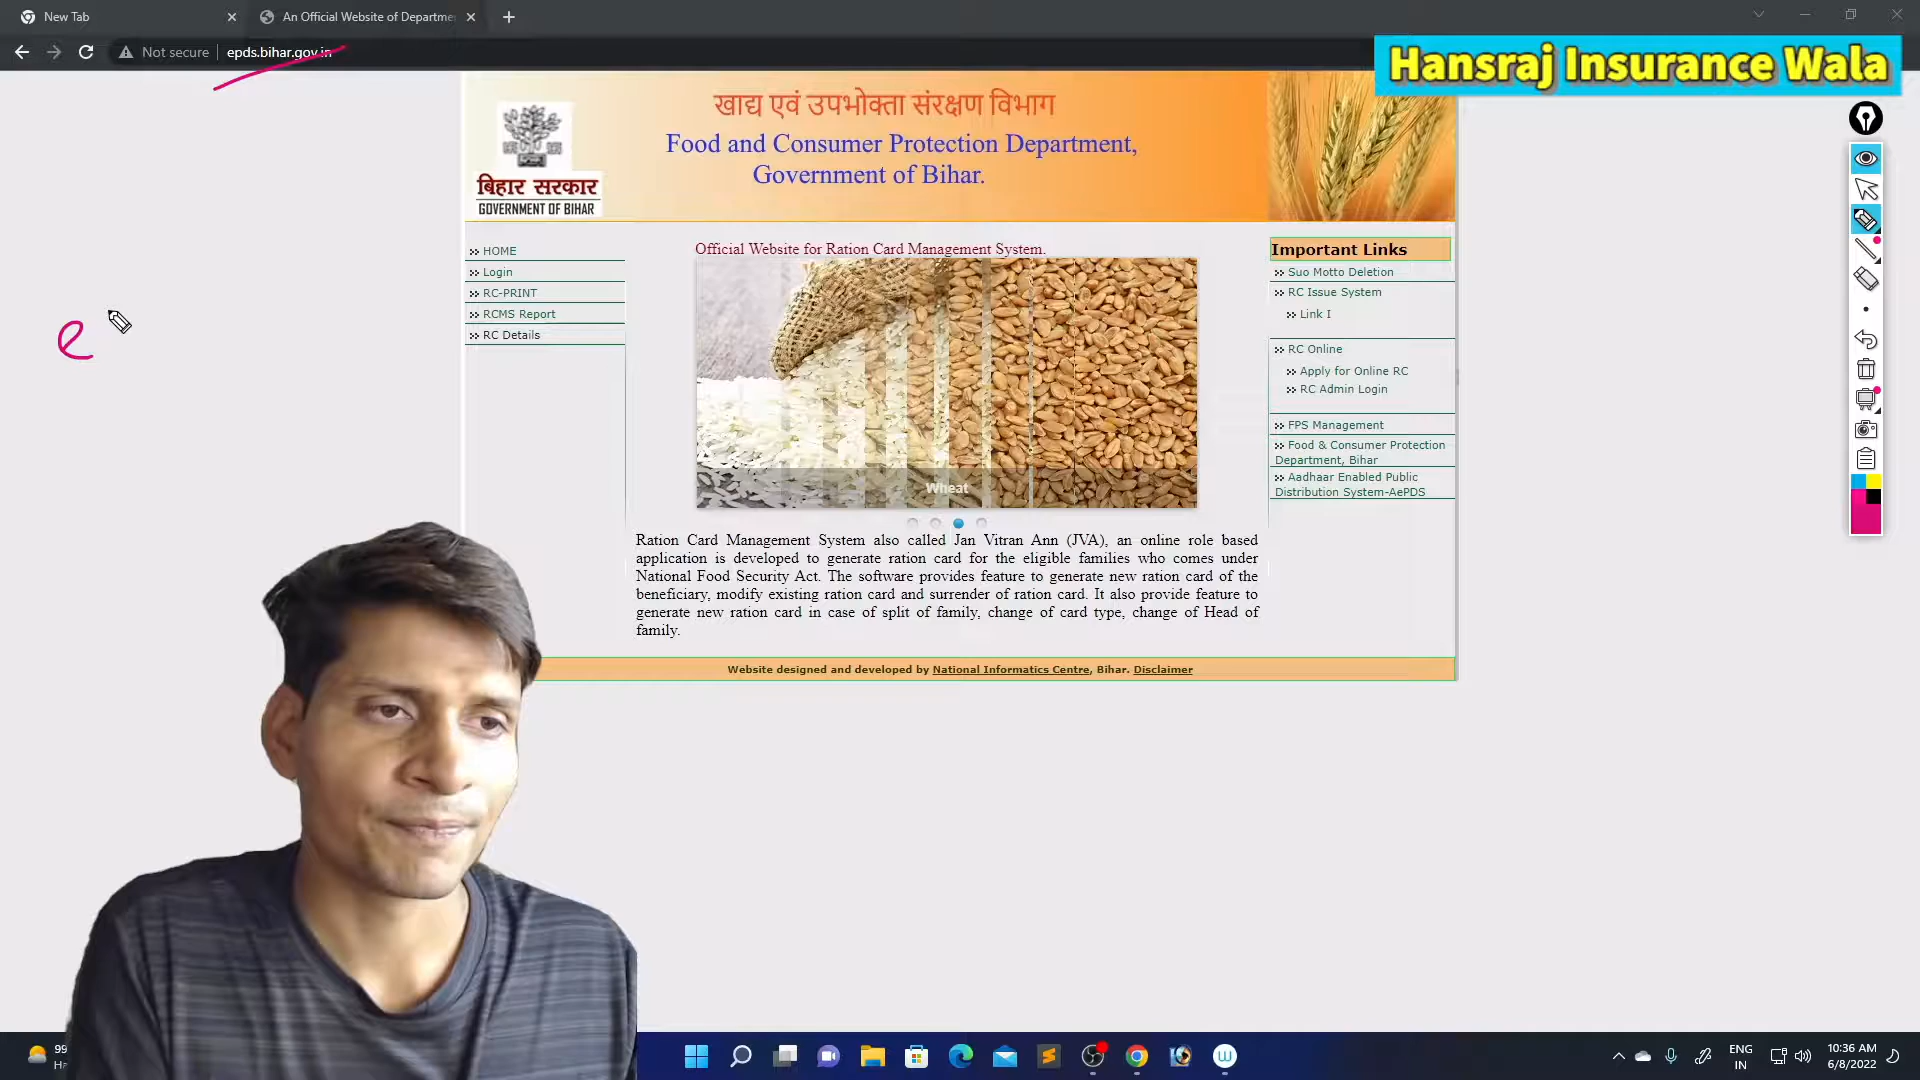 New Tab
An Official Website of Departme
Not secure
epds.bihar.gov.in
Hansraj Insurance Wala
खाद्य एवं उपभोक्ता संरक्षण विभाग
Food and Consumer Protection Department,
Government of Bihar.
बिहार सरकार
GOVERNMENT OF BIHAR
HOME
Login
RC-PRINT
RCMS Report
RC Details
e
Official Website for Ration Card Management System.
Wheat
Ration Card Management System also called Jan Vitran Ann (JVA), an online role based
application is developed to generate ration card for the eligible families who comes under
National Food Security Act. The software provides feature to generate new ration card of the
beneficiary, modify existing ration card and surrender of ration card. It also provide feature to
generate new ration card in case of split of family, change of card type, change of Head of
family.
Important Links
Suo Motto Deletion
RC Issue System
Link I
RC Online
Apply for Online RC
RC Admin Login
FPS Management
Food & Consumer Protection
Department, Bihar
Aadhaar Enabled Public
Distribution System-AePDS
Website designed and developed by National Informatics Centre, Bihar. Disclaimer
99
Ha
ENG
IN
10:36 AM
6/8/2022